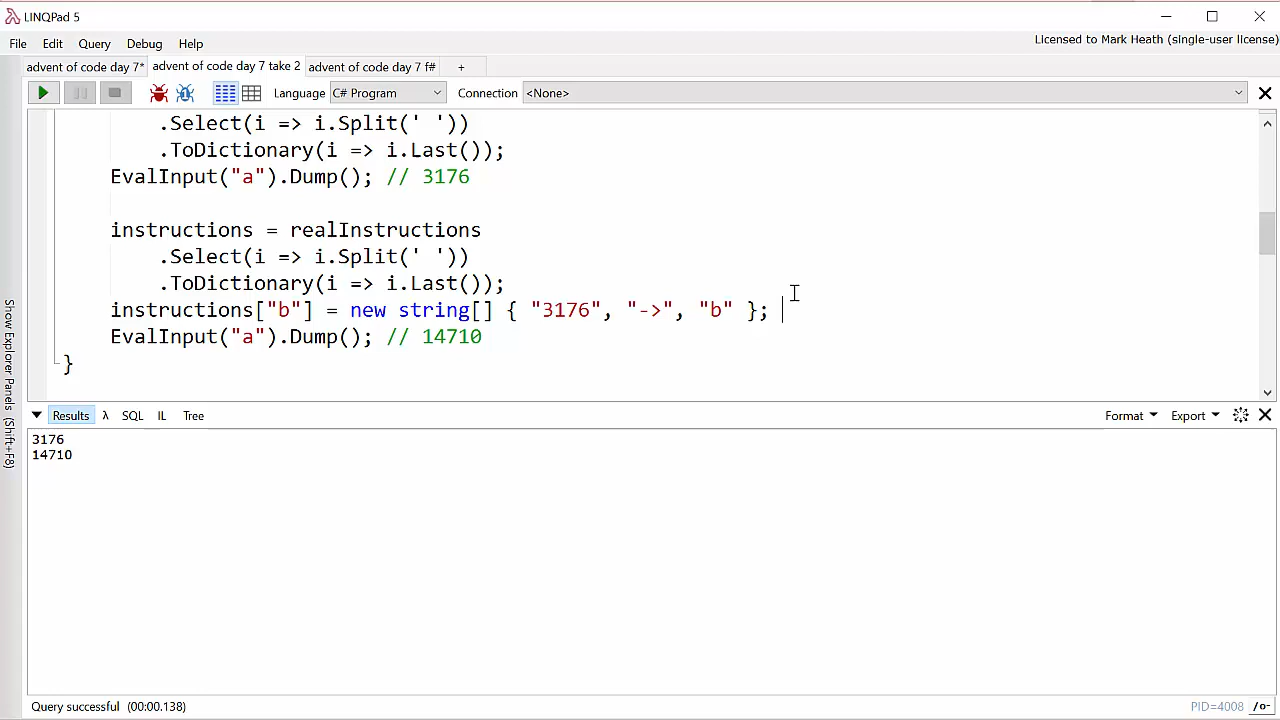 LINQPad 5
File Edit Query Debug Help
Licensed to Mark Heath (single-user license)
advent of code day 7* advent of code day 7 take 2 advent of code day 7 f# +
Language C# Program Connection <None>
.Select(i => i.Split(' '))
.ToDictionary(i => i.Last());
EvalInput("a").Dump(); // 3176
instructions = realInstructions
.Select(i => i.Split(' '))
.ToDictionary(i => i.Last());
instructions["b"] = new string[] { "3176", "->", "b" };
EvalInput("a").Dump(); // 14710
}
Show Explorer Panels (Shift+F8)
Results λ SQL IL Tree
Format Export
3176
14710
Query successful (00:00.138)
PID=4008 /o-